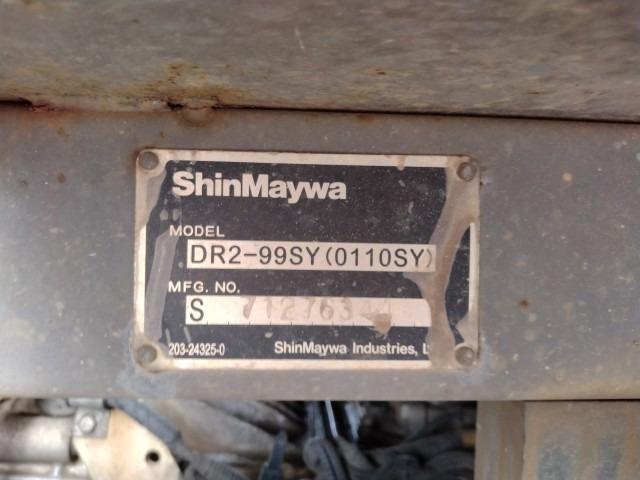 ShinMaywa
MODEL
DR2-99SY(0110SY)
MFG. NO.
S
203-24325-0 ShinMaywa Industries,